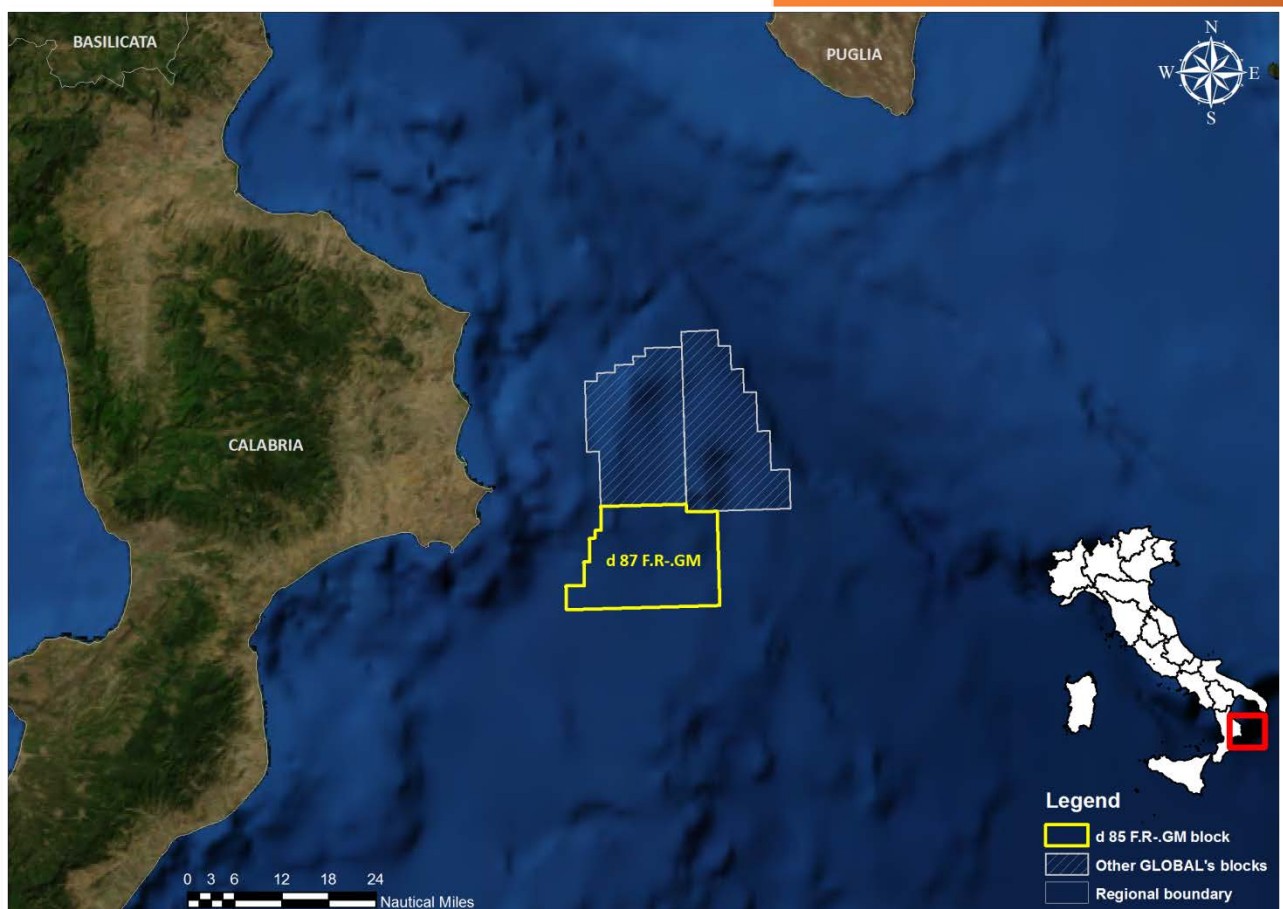 BASILICATA
PUGLIA
N
W E
S
CALABRIA
d 87 F.R-.GM
Legend
d 85 F.R-.GM block
Other GLOBAL's blocks
Regional boundary
0 3 6 12 18 24
Nautical Miles